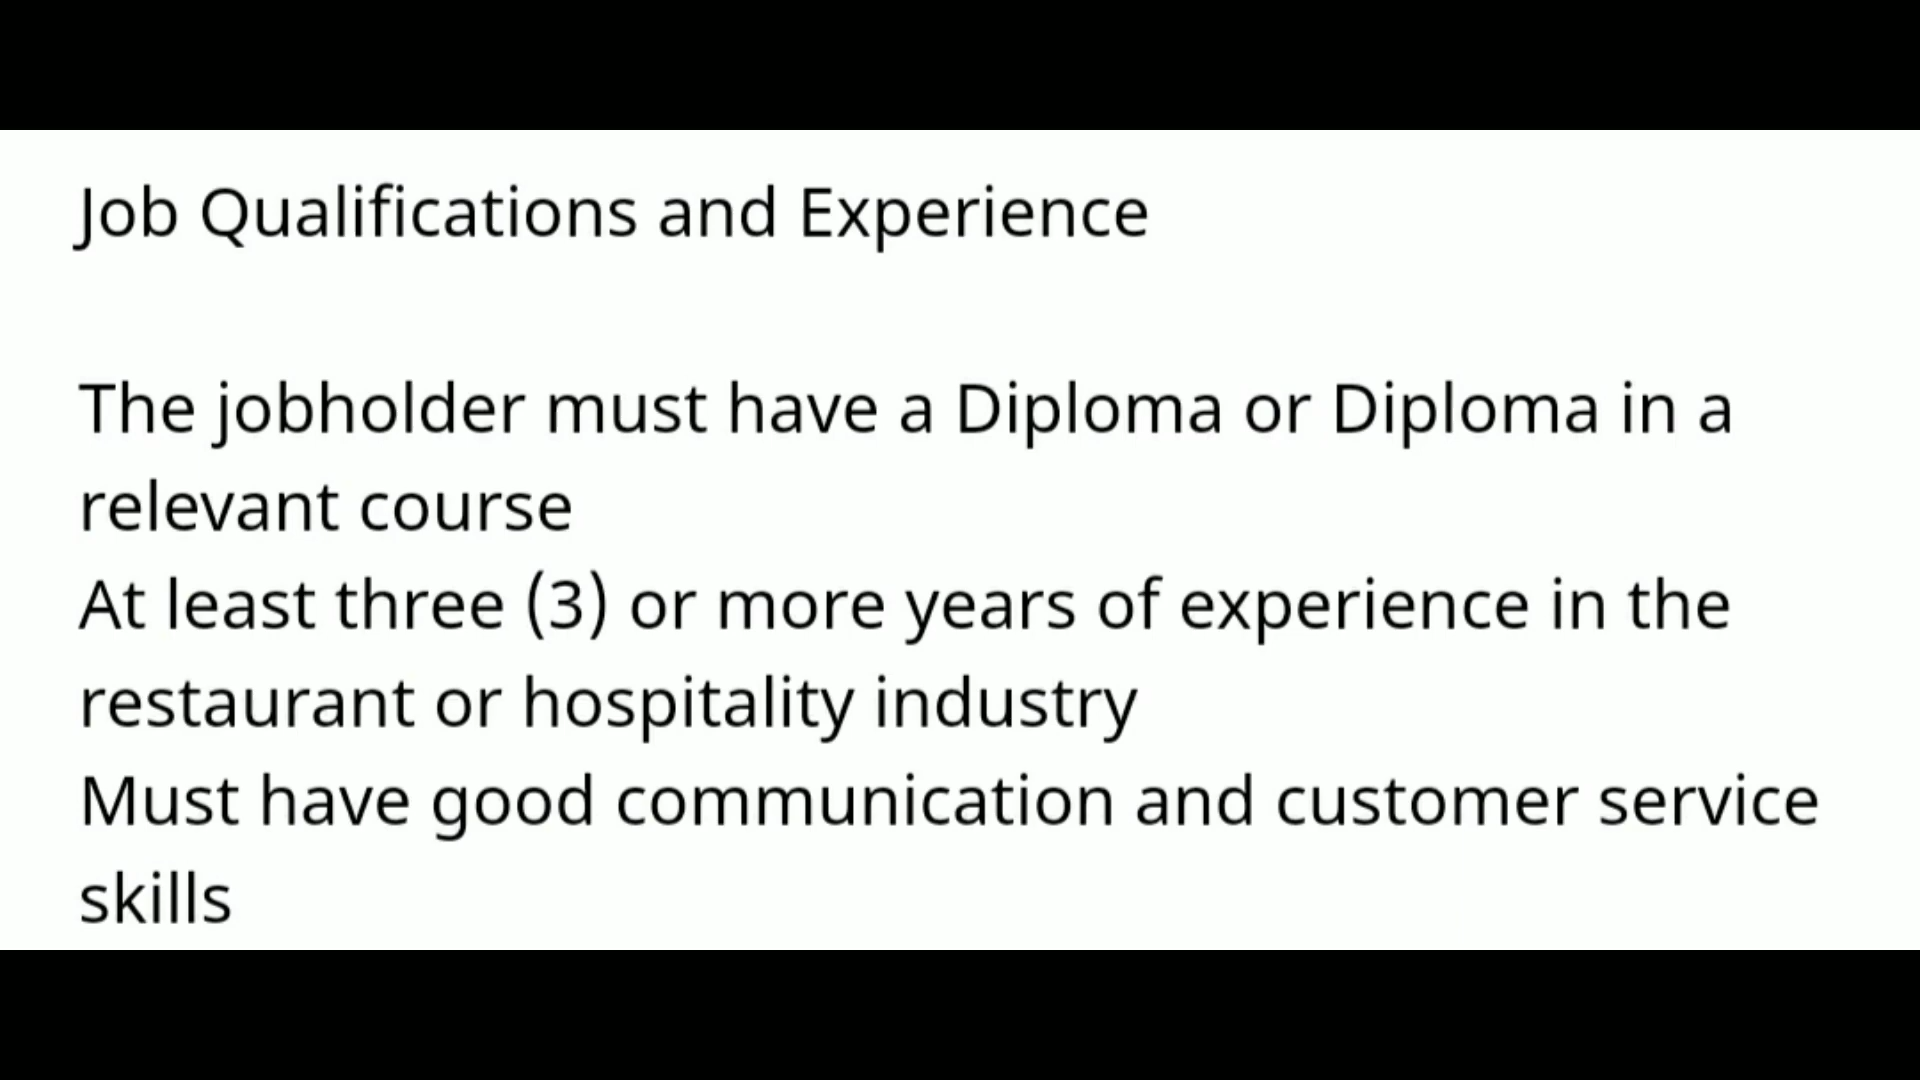 Job Qualifications and Experience
The jobholder must have a Diploma or Diploma in a
relevant course
At least three (3) or more years of experience in the
restaurant or hospitality industry
Must have good communication and customer service
skills